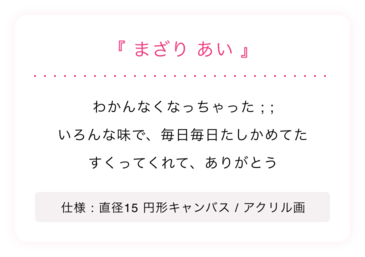 『 まざり あい 』
わかんなくなっちゃった ; ;
いろんな味で、毎日毎日たしかめてた
すくってくれて、ありがとう
仕様：直径15 円形キャンバス / アクリル画